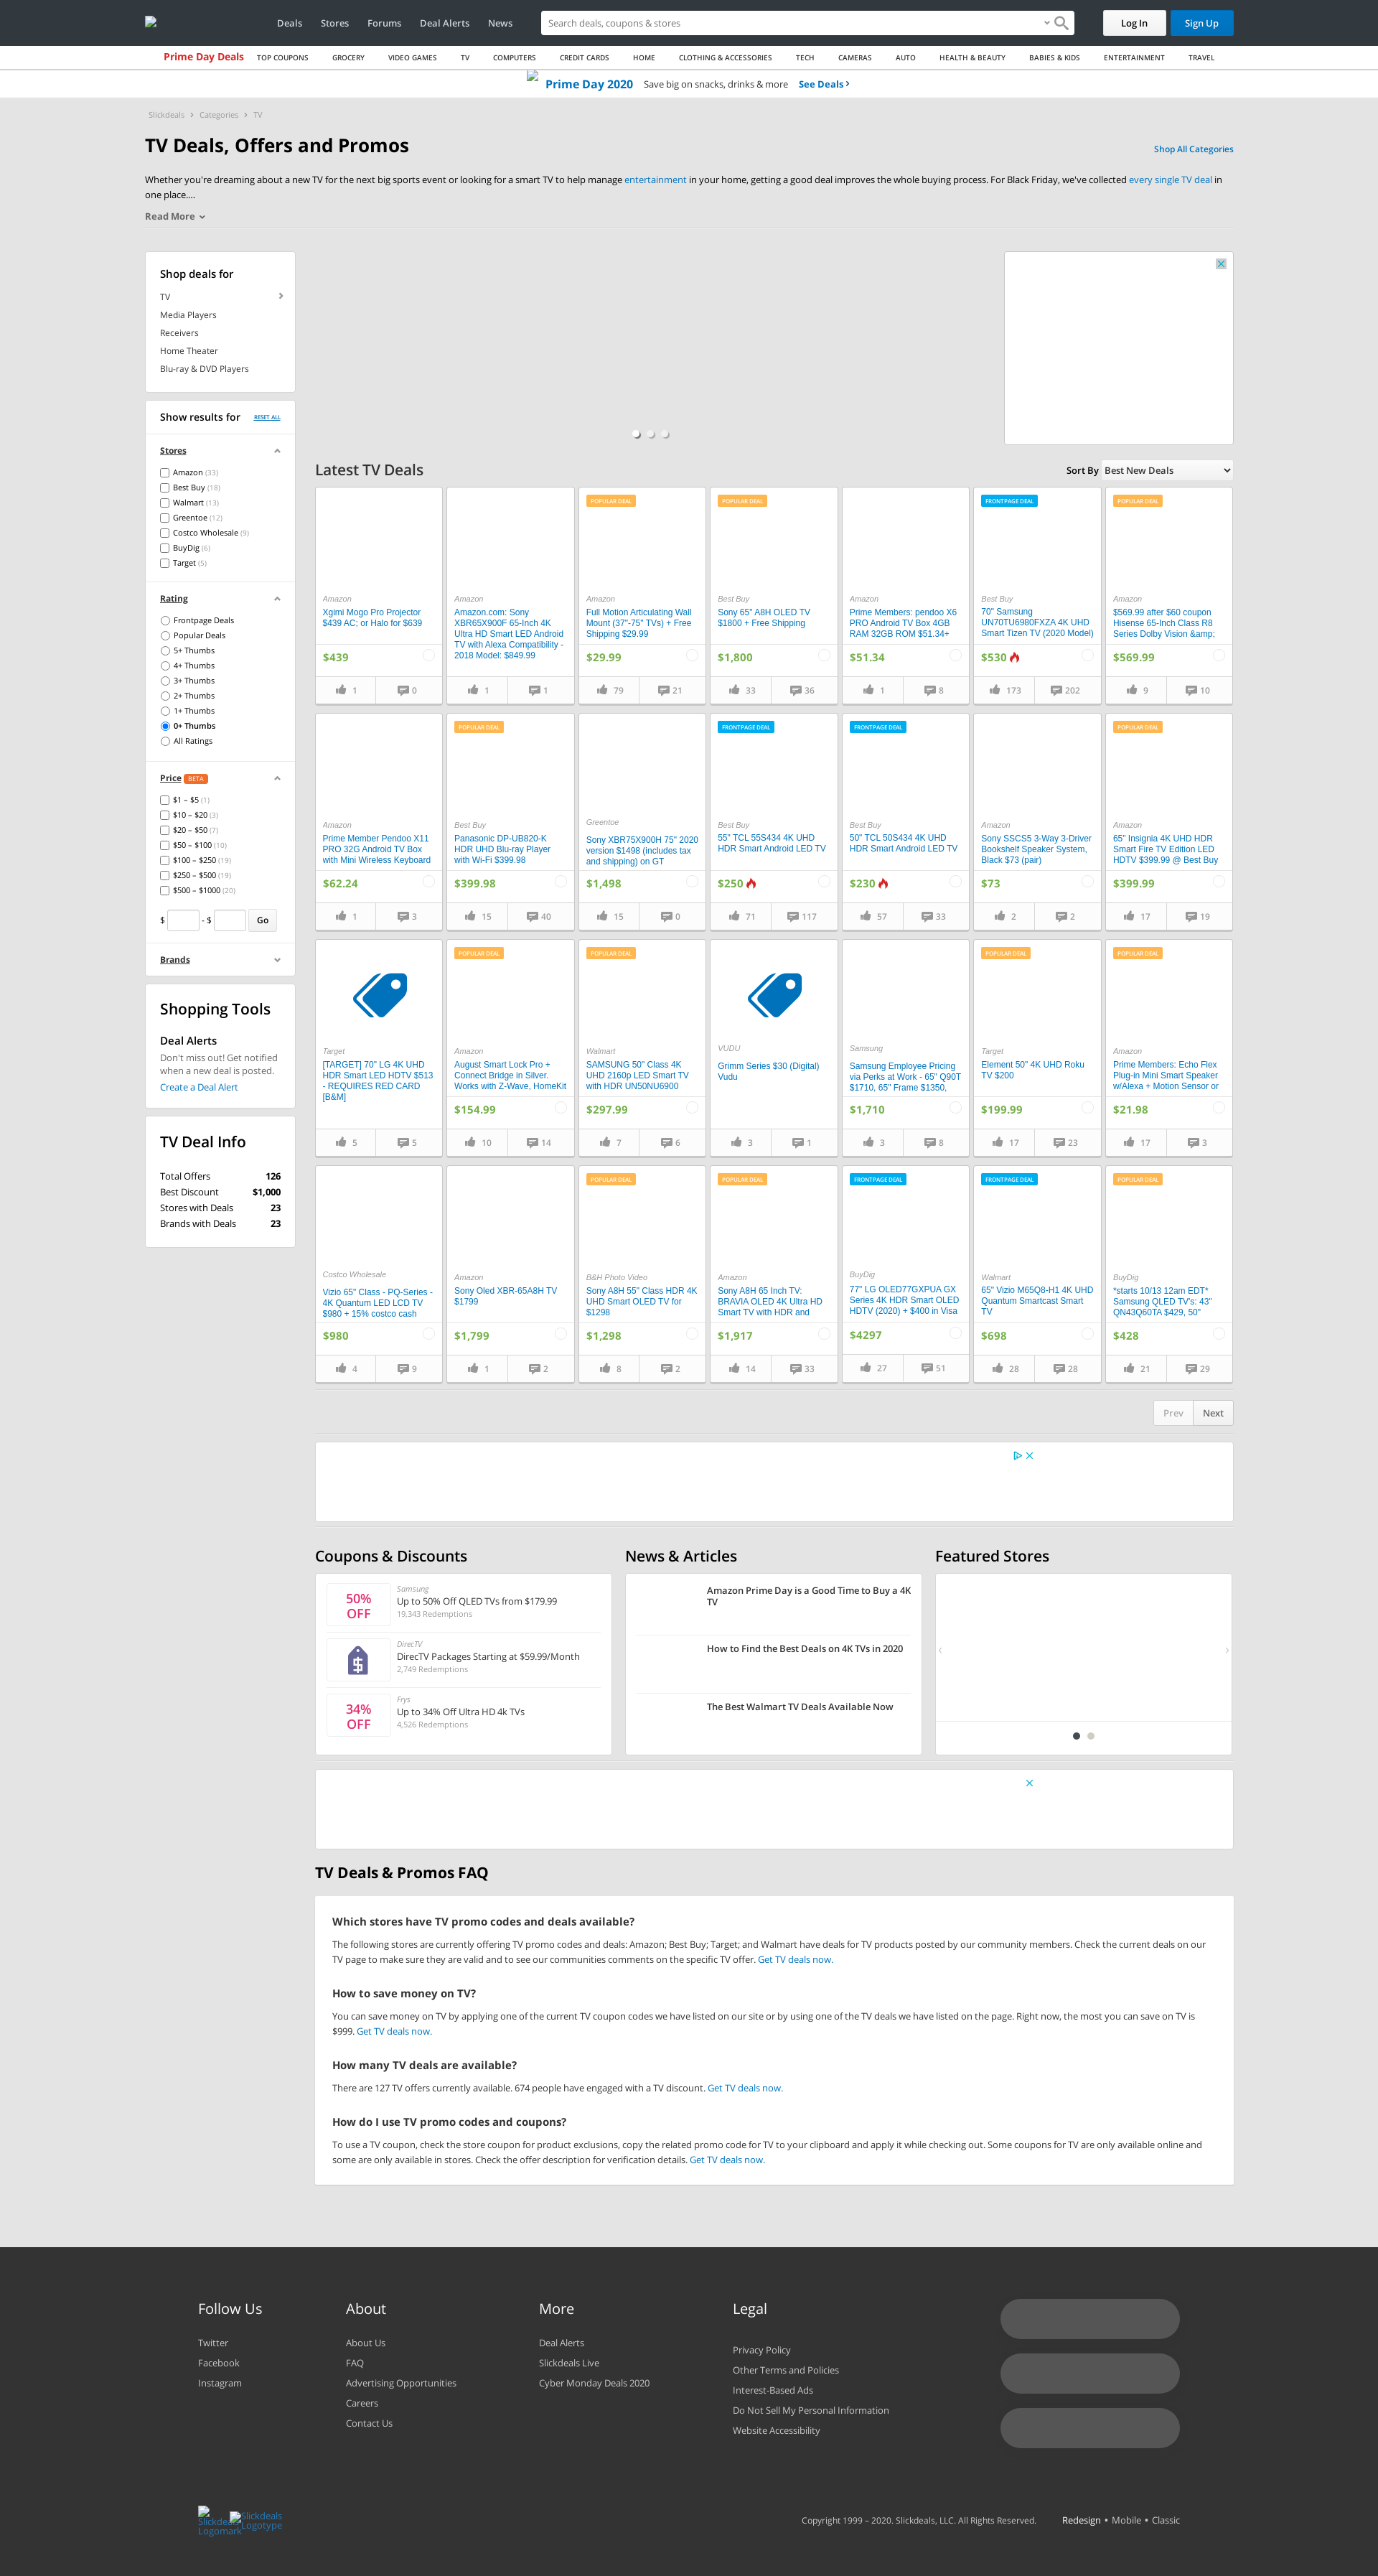 Deals Stores Forums Deal Alerts News
Search deals, coupons & stores
Log In Sign Up
Prime Day Deals TOP COUPONS GROCERY VIDEO GAMES TV COMPUTERS CREDIT CARDS HOME CLOTHING & ACCESSORIES TECH CAMERAS AUTO HEALTH & BEAUTY BABIES & KIDS ENTERTAINMENT TRAVEL
Prime Day 2020 Save big on snacks, drinks & more See Deals
Slickdeals > Categories > TV
TV Deals, Offers and Promos
Shop All Categories
Whether you're dreaming about a new TV for the next big sports event or looking for a smart TV to help manage entertainment in your home, getting a good deal improves the whole buying process. For Black Friday, we've collected every single TV deal in
one place....
Read More
Shop deals for
TV
Media Players
Receivers
Home Theater
Blu-ray & DVD Players
Show results for RESET ALL
Stores
Amazon (33)
Best Buy (18)
Walmart (13)
Greentoe (12)
Costco Wholesale (9)
BuyDig (6)
Target (5)
Rating
Frontpage Deals
Popular Deals
5+ Thumbs
4+ Thumbs
3+ Thumbs
2+ Thumbs
1+ Thumbs
0+ Thumbs
All Ratings
Price BETA
$1 – $5 (1)
$10 – $20 (3)
$20 – $50 (7)
$50 – $100 (10)
$100 – $250 (19)
$250 – $500 (19)
$500 – $1000 (20)
$ - $ Go
Brands
Shopping Tools
Deal Alerts
Don't miss out! Get notified
when a new deal is posted.
Create a Deal Alert
TV Deal Info
Total Offers 126
Best Discount $1,000
Stores with Deals 23
Brands with Deals 23
Latest TV Deals
Sort By Best New Deals
Amazon
Xgimi Mogo Pro Projector
$439 AC; or Halo for $639
$439
1 0
Amazon
Amazon.com: Sony
XBR65X900F 65-Inch 4K
Ultra HD Smart LED Android
TV with Alexa Compatibility -
2018 Model: $849.99
1 1
POPULAR DEAL
Amazon
Full Motion Articulating Wall
Mount (37"-75" TVs) + Free
Shipping $29.99
$29.99
79 21
POPULAR DEAL
Best Buy
Sony 65" A8H OLED TV
$1800 + Free Shipping
$1,800
33 36
Amazon
Prime Members: pendoo X6
PRO Android TV Box 4GB
RAM 32GB ROM $51.34+
$51.34
1 8
FRONTPAGE DEAL
Best Buy
70" Samsung
UN70TU6980FXZA 4K UHD
Smart Tizen TV (2020 Model)
$530
173 202
POPULAR DEAL
Amazon
$569.99 after $60 coupon
Hisense 65-Inch Class R8
Series Dolby Vision &amp;
$569.99
9 10
Amazon
Prime Member Pendoo X11
PRO 32G Android TV Box
with Mini Wireless Keyboard
$62.24
1 3
POPULAR DEAL
Best Buy
Panasonic DP-UB820-K
HDR UHD Blu-ray Player
with Wi-Fi $399.98
$399.98
15 40
Greentoe
Sony XBR75X900H 75" 2020
version $1498 (includes tax
and shipping) on GT
$1,498
15 0
FRONTPAGE DEAL
Best Buy
55" TCL 55S434 4K UHD
HDR Smart Android LED TV
$250
71 117
FRONTPAGE DEAL
Best Buy
50" TCL 50S434 4K UHD
HDR Smart Android LED TV
$230
57 33
Amazon
Sony SSCS5 3-Way 3-Driver
Bookshelf Speaker System,
Black $73 (pair)
$73
2 2
POPULAR DEAL
Amazon
65" Insignia 4K UHD HDR
Smart Fire TV Edition LED
HDTV $399.99 @ Best Buy
$399.99
17 19
Target
[TARGET] 70" LG 4K UHD
HDR Smart LED HDTV $513
- REQUIRES RED CARD
[B&M]
5 5
POPULAR DEAL
Amazon
August Smart Lock Pro +
Connect Bridge in Silver.
Works with Z-Wave, HomeKit
$154.99
10 14
POPULAR DEAL
Walmart
SAMSUNG 50" Class 4K
UHD 2160p LED Smart TV
with HDR UN50NU6900
$297.99
7 6
VUDU
Grimm Series $30 (Digital)
Vudu
3 1
Samsung
Samsung Employee Pricing
via Perks at Work - 65" Q90T
$1710, 65" Frame $1350,
$1,710
3 8
POPULAR DEAL
Target
Element 50" 4K UHD Roku
TV $200
$199.99
17 23
POPULAR DEAL
Amazon
Prime Members: Echo Flex
Plug-in Mini Smart Speaker
w/Alexa + Motion Sensor or
$21.98
17 3
Costco Wholesale
Vizio 65" Class - PQ-Series -
4K Quantum LED LCD TV
$980 + 15% costco cash
$980
4 9
Amazon
Sony Oled XBR-65A8H TV
$1799
$1,799
1 2
POPULAR DEAL
B&H Photo Video
Sony A8H 55" Class HDR 4K
UHD Smart OLED TV for
$1298
$1,298
8 2
POPULAR DEAL
Amazon
Sony A8H 65 Inch TV:
BRAVIA OLED 4K Ultra HD
Smart TV with HDR and
$1,917
14 33
FRONTPAGE DEAL
BuyDig
77" LG OLED77GXPUA GX
Series 4K HDR Smart OLED
HDTV (2020) + $400 in Visa
$4297
27 51
FRONTPAGE DEAL
Walmart
65" Vizio M65Q8-H1 4K UHD
Quantum Smartcast Smart
TV
$698
28 28
POPULAR DEAL
BuyDig
*starts 10/13 12am EDT*
Samsung QLED TV's: 43"
QN43Q60TA $429, 50"
$428
21 29
Prev Next
Coupons & Discounts
50%
OFF
Samsung
Up to 50% Off QLED TVs from $179.99
19,343 Redemptions
DirecTV
DirecTV Packages Starting at $59.99/Month
2,749 Redemptions
34%
OFF
Frys
Up to 34% Off Ultra HD 4k TVs
4,526 Redemptions
News & Articles
Amazon Prime Day is a Good Time to Buy a 4K
TV
How to Find the Best Deals on 4K TVs in 2020
The Best Walmart TV Deals Available Now
Featured Stores
TV Deals & Promos FAQ
Which stores have TV promo codes and deals available?
The following stores are currently offering TV promo codes and deals: Amazon; Best Buy; Target; and Walmart have deals for TV products posted by our community members. Check the current deals on our
TV page to make sure they are valid and to see our communities comments on the specific TV offer. Get TV deals now.
How to save money on TV?
You can save money on TV by applying one of the current TV coupon codes we have listed on our site or by using one of the TV deals we have listed on the page. Right now, the most you can save on TV is
$999. Get TV deals now.
How many TV deals are available?
There are 127 TV offers currently available. 674 people have engaged with a TV discount. Get TV deals now.
How do I use TV promo codes and coupons?
To use a TV coupon, check the store coupon for product exclusions, copy the related promo code for TV to your clipboard and apply it while checking out. Some coupons for TV are only available online and
some are only available in stores. Check the offer description for verification details. Get TV deals now.
Follow Us
Twitter
Facebook
Instagram
About
About Us
FAQ
Advertising Opportunities
Careers
Contact Us
More
Deal Alerts
Slickdeals Live
Cyber Monday Deals 2020
Legal
Privacy Policy
Other Terms and Policies
Interest-Based Ads
Do Not Sell My Personal Information
Website Accessibility
Slickdeals
Logomark
Slickdeals
Logotype
Copyright 1999 – 2020. Slickdeals, LLC. All Rights Reserved.
Redesign • Mobile • Classic